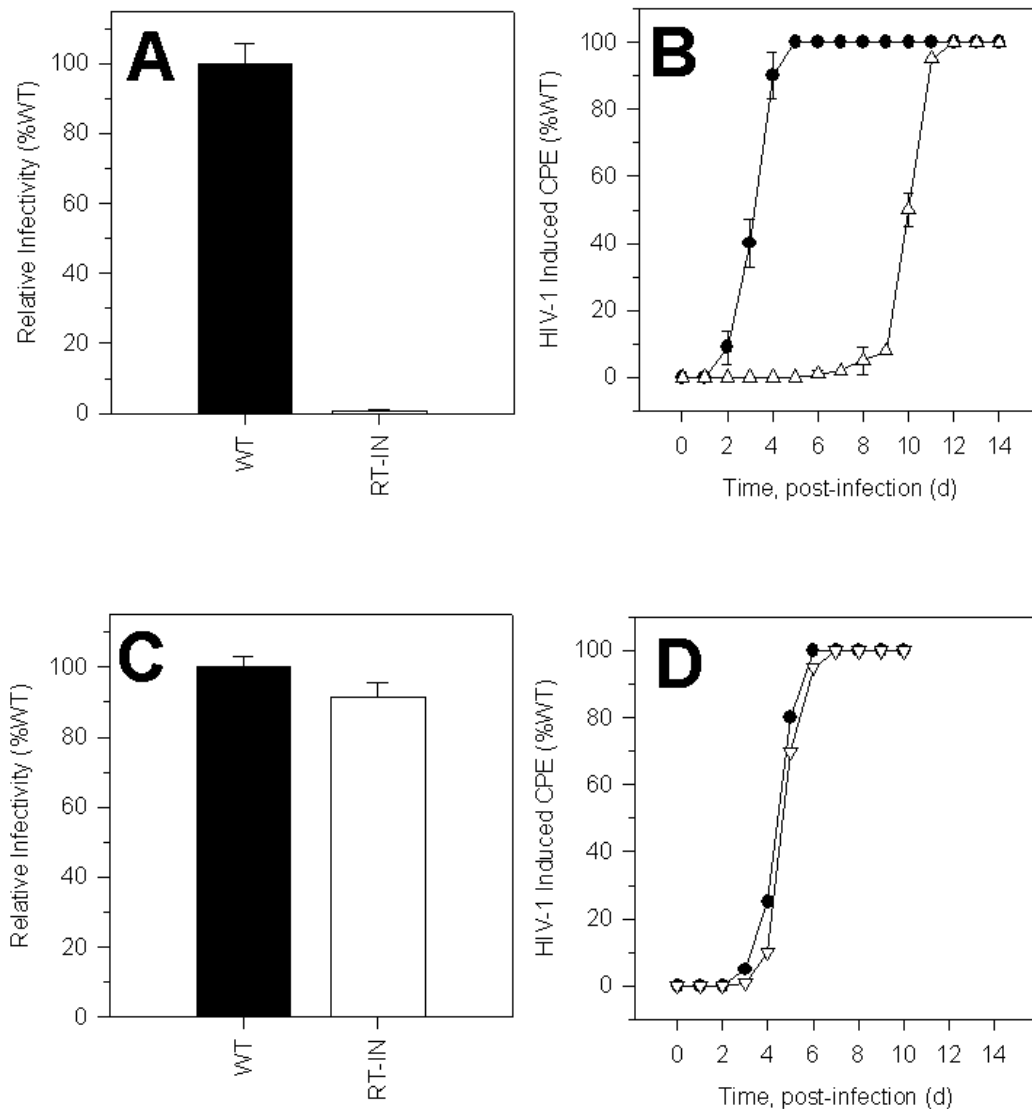 A
Relative Infectivity (%WT)
100
80
60
40
20
0
WT
RT-IN
B
HIV-1 Induced CPE (%WT)
100
80
60
40
20
0
0 2 4 6 8 10 12 14
Time, post-infection (d)
C
Relative Infectivity (%WT)
100
80
60
40
20
0
WT
RT-IN
D
HIV-1 Induced CPE (%WT)
100
80
60
40
20
0
0 2 4 6 8 10 12 14
Time, post-infection (d)